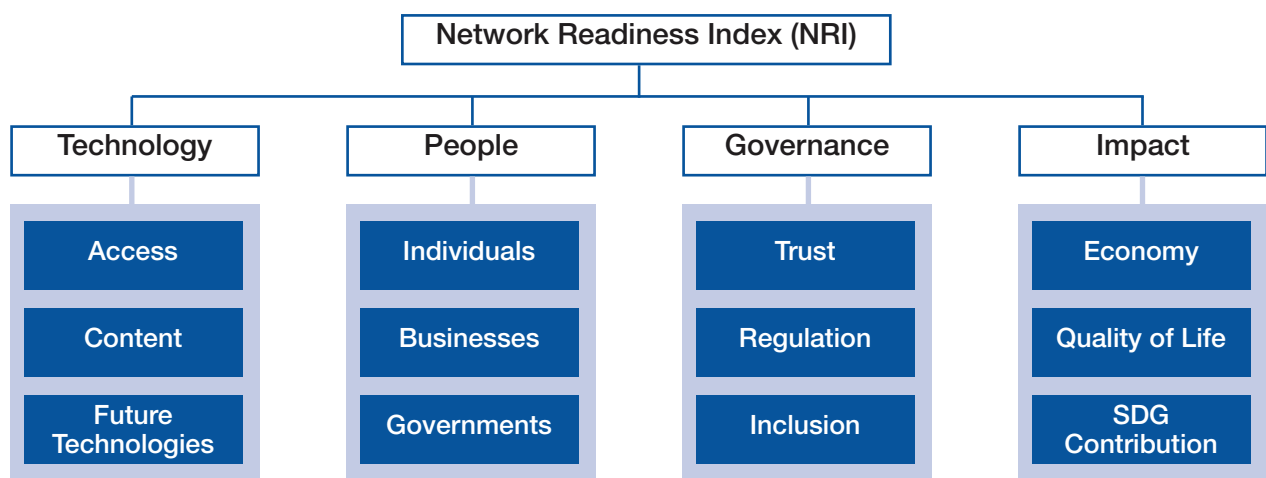 Network Readiness Index (NRI)
Technology
People
Governance
Impact
Access
Individuals
Trust
Economy
Content
Businesses
Regulation
Quality of Life
Future
Technologies
Governments
Inclusion
SDG
Contribution